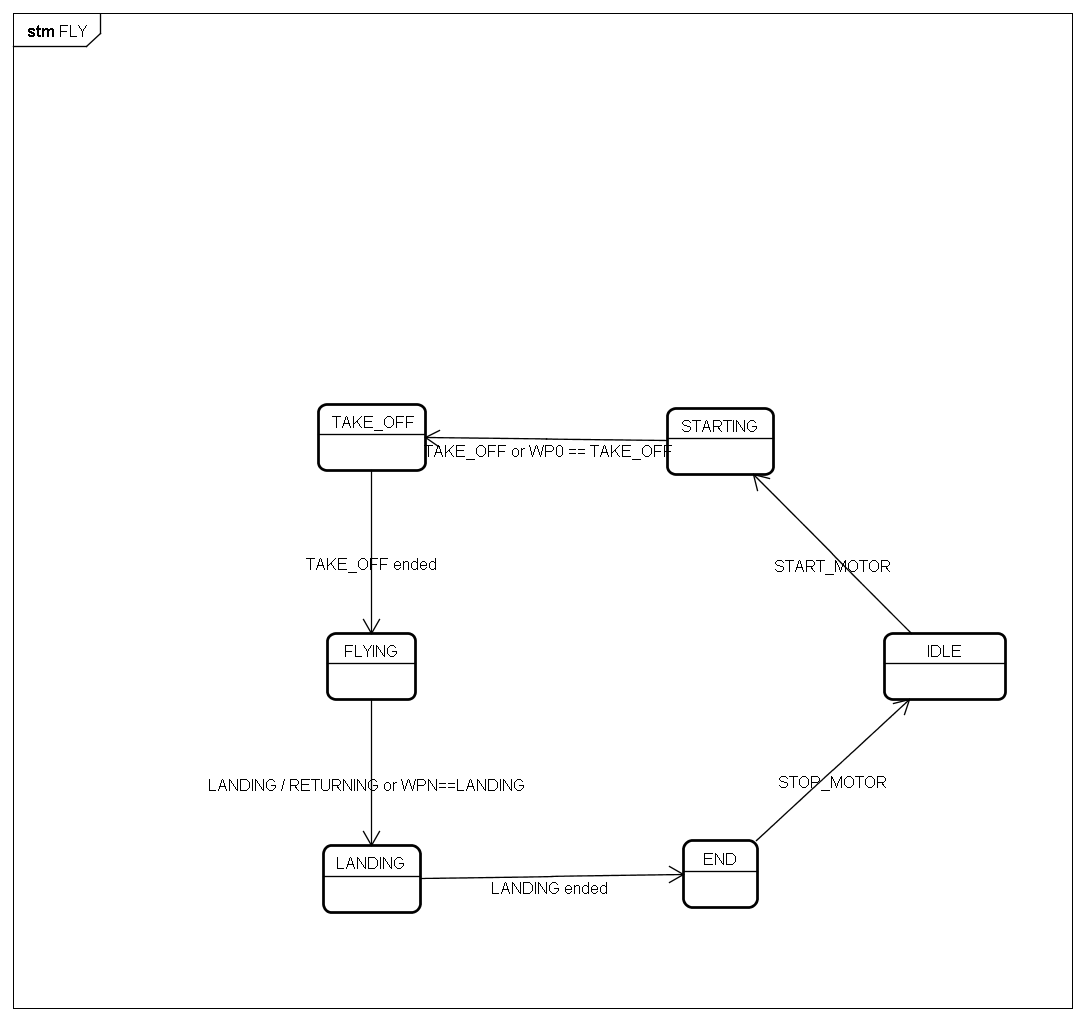 stm FLY
TAKE_OFF
STARTING
TAKE_OFF or WP0 == TAKE_OFF
TAKE_OFF ended
START_MOTOR
FLYING
IDLE
LANDING / RETURNING or WPN==LANDING
STOP_MOTOR
LANDING
END
LANDING ended